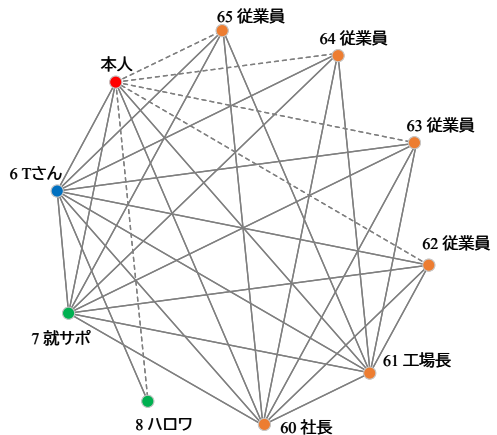 65 従業員
64 従業員
本人
63 従業員
6 Tさん
62 従業員
7 就サポ
61 工場長
8 ハロワ
60 社長